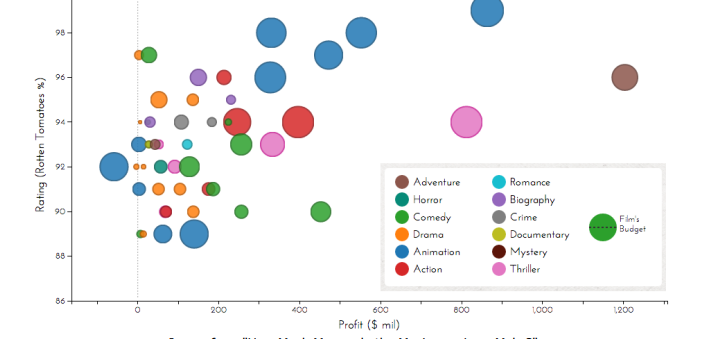 98
96
94
92
90
88
86
Rating (Rotten Tomatoes %)
0
200
400
600
800
1,000
1,200
Profit ($ mil)
Adventure
Horror
Comedy
Drama
Animation
Action
Romance
Biography
Crime
Documentary
Mystery
Thriller
Film's
Budget